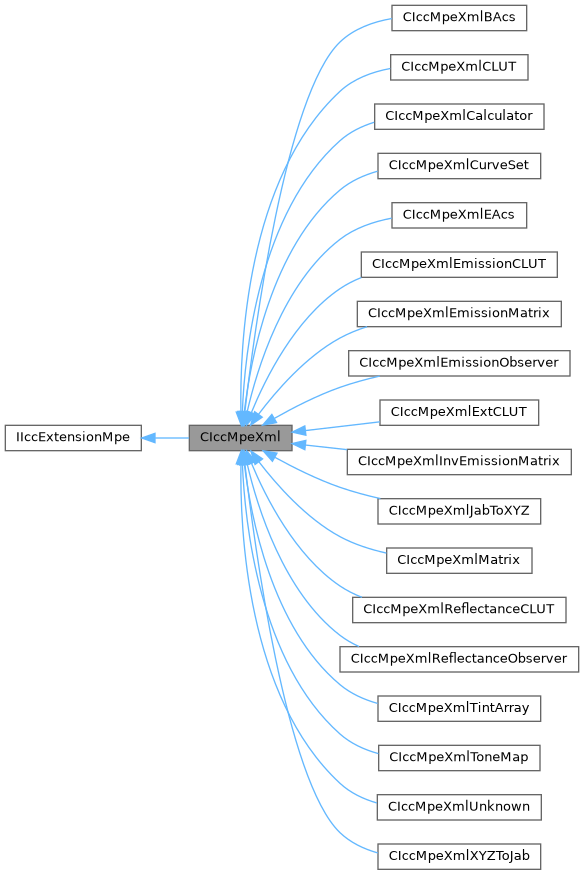 CIccMpeXmlBAcs
CIccMpeXmlCLUT
CIccMpeXmlCalculator
CIccMpeXmlCurveSet
CIccMpeXmlEAcs
CIccMpeXmlEmissionCLUT
CIccMpeXmlEmissionMatrix
CIccMpeXmlEmissionObserver
CIccMpeXmlExtCLUT
IIccExtensionMpe
CIccMpeXml
CIccMpeXmlInvEmissionMatrix
CIccMpeXmlJabToXYZ
CIccMpeXmlMatrix
CIccMpeXmlReflectanceCLUT
CIccMpeXmlReflectanceObserver
CIccMpeXmlTintArray
CIccMpeXmlToneMap
CIccMpeXmlUnknown
CIccMpeXmlXYZToJab